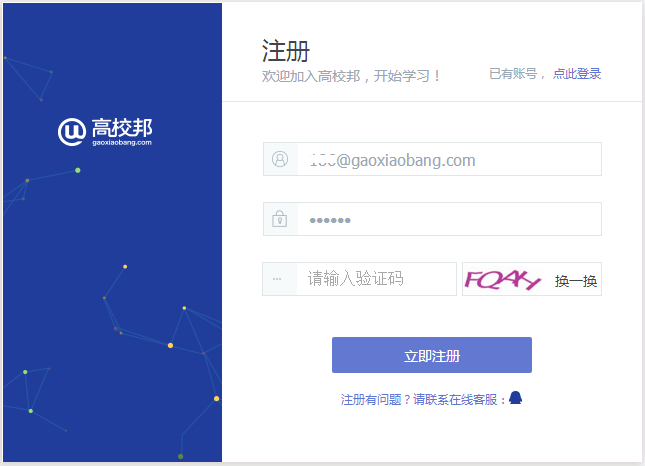 注册
欢迎加入高校邦，开始学习！
已有账号， 点此登录
高校邦
gaoxiaobang.com
@gaoxiaobang.com
••••••
请输入验证码
换一换
立即注册
注册有问题？请联系在线客服：